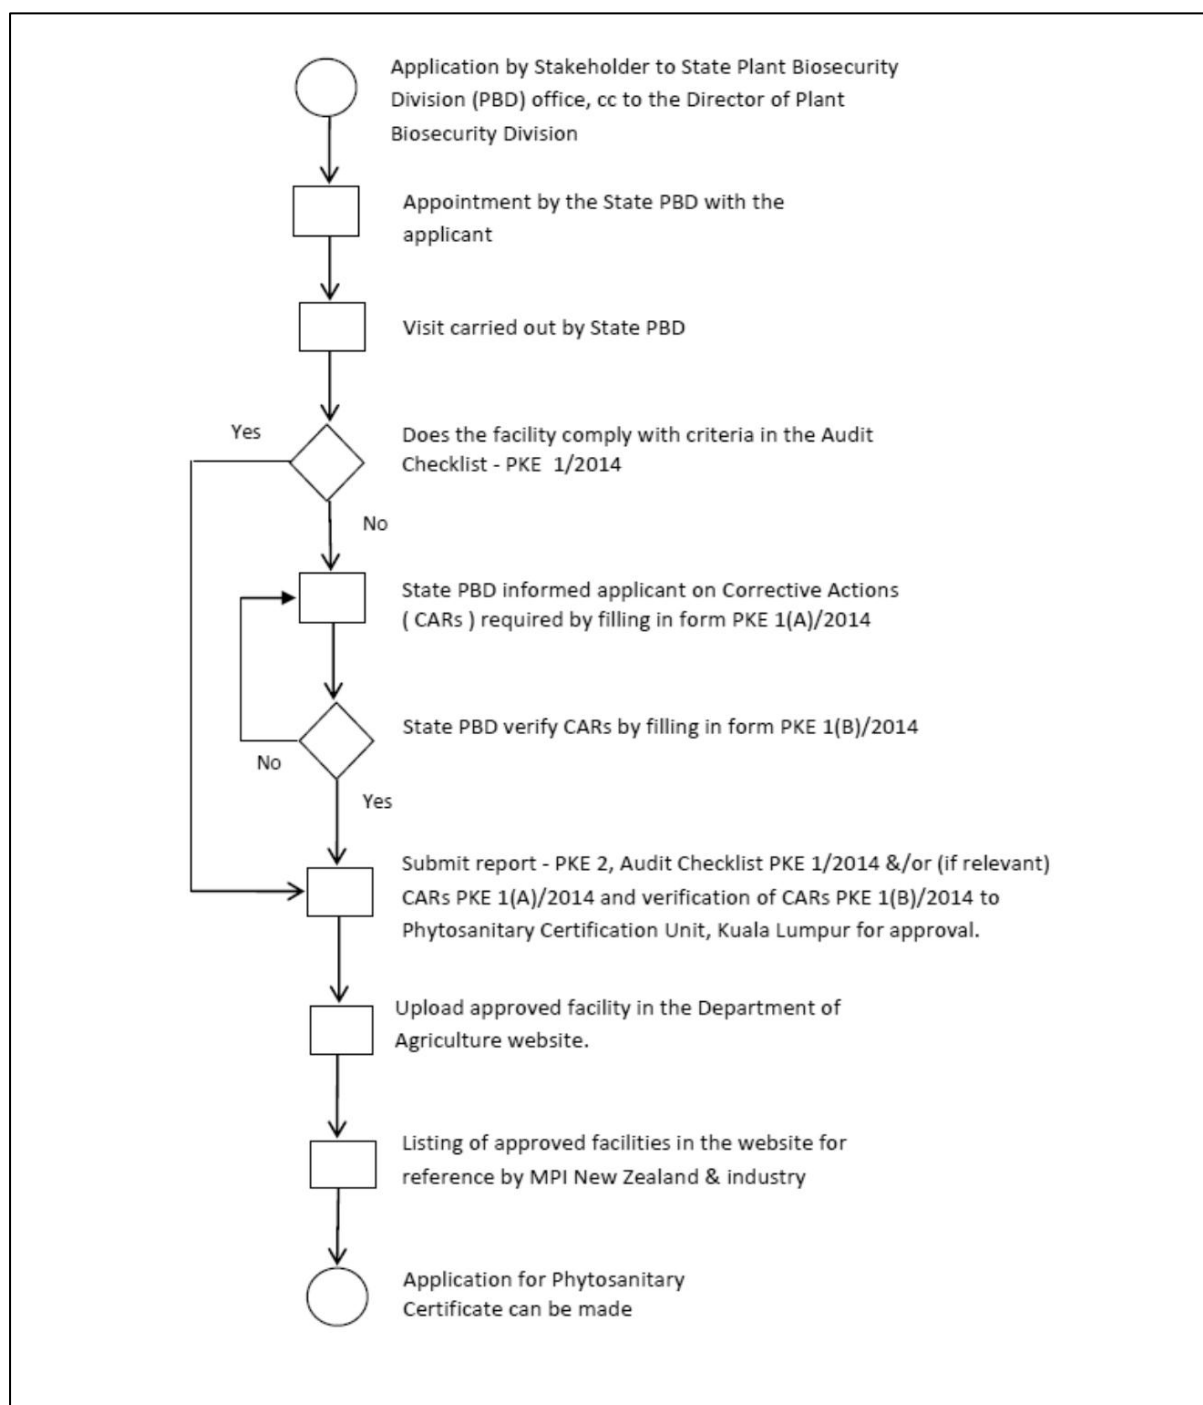 Application by Stakeholder to State Plant Biosecurity
Division (PBD) office, cc to the Director of Plant
Biosecurity Division
Appointment by the State PBD with the
applicant
Visit carried out by State PBD
Yes
Does the facility comply with criteria in the Audit
Checklist - PKE 1/2014
No
State PBD informed applicant on Corrective Actions
( CARs ) required by filling in form PKE 1(A)/2014
State PBD verify CARs by filling in form PKE 1(B)/2014
No
Yes
Submit report - PKE 2, Audit Checklist PKE 1/2014 &/or (if relevant)
CARs PKE 1(A)/2014 and verification of CARs PKE 1(B)/2014 to
Phytosanitary Certification Unit, Kuala Lumpur for approval.
Upload approved facility in the Department of
Agriculture website.
Listing of approved facilities in the website for
reference by MPI New Zealand & industry
Application for Phytosanitary
Certificate can be made